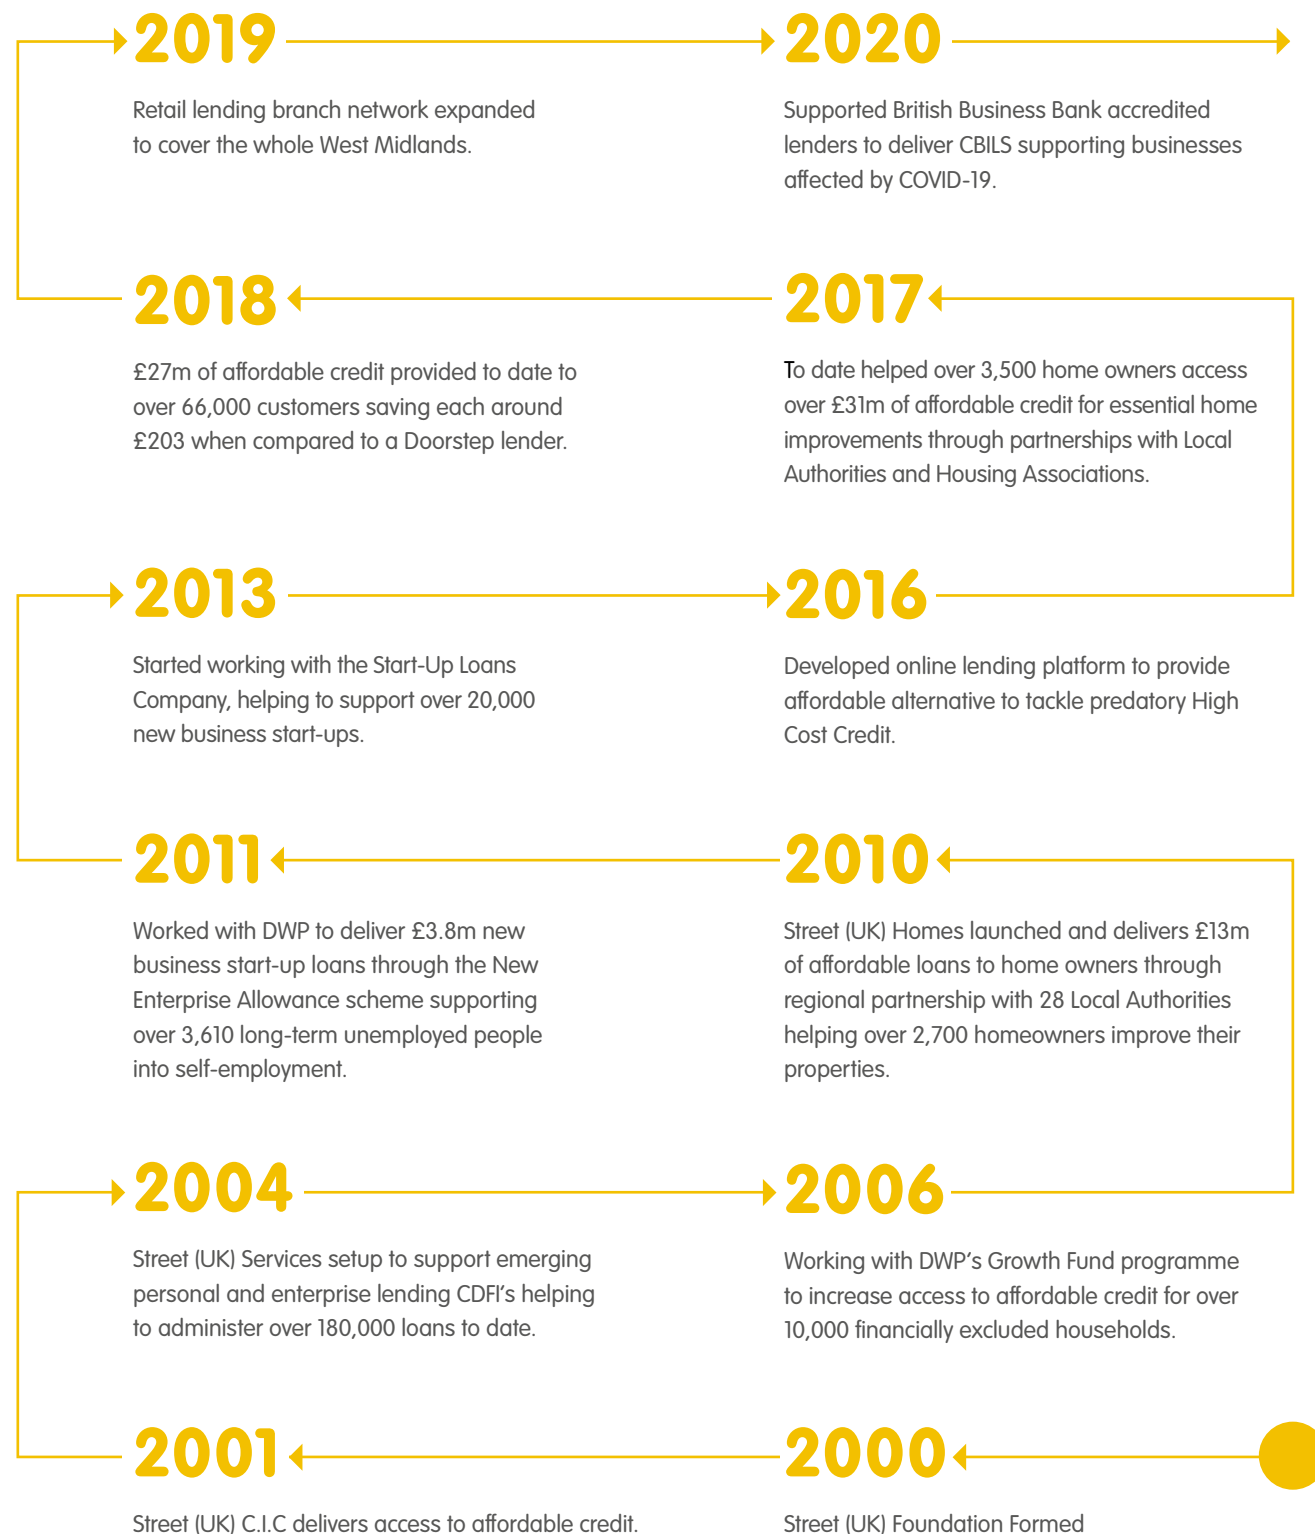 2019
Retail lending branch network expanded
to cover the whole West Midlands.
2020
Supported British Business Bank accredited
lenders to deliver CBILS supporting businesses
affected by COVID-19.
2018
£27m of affordable credit provided to date to
over 66,000 customers saving each around
£203 when compared to a Doorstep lender.
2017
To date helped over 3,500 home owners access
over £31m of affordable credit for essential home
improvements through partnerships with Local
Authorities and Housing Associations.
2013
Started working with the Start-Up Loans
Company, helping to support over 20,000
new business start-ups.
2016
Developed online lending platform to provide
affordable alternative to tackle predatory High
Cost Credit.
2011
Worked with DWP to deliver £3.8m new
business start-up loans through the New
Enterprise Allowance scheme supporting
over 3,610 long-term unemployed people
into self-employment.
2010
Street (UK) Homes launched and delivers £13m
of affordable loans to home owners through
regional partnership with 28 Local Authorities
helping over 2,700 homeowners improve their
properties.
2004
Street (UK) Services setup to support emerging
personal and enterprise lending CDFI's helping
to administer over 180,000 loans to date.
2006
Working with DWP's Growth Fund programme
to increase access to affordable credit for over
10,000 financially excluded households.
2001
Street (UK) C.I.C delivers access to affordable credit.
2000
Street (UK) Foundation Formed